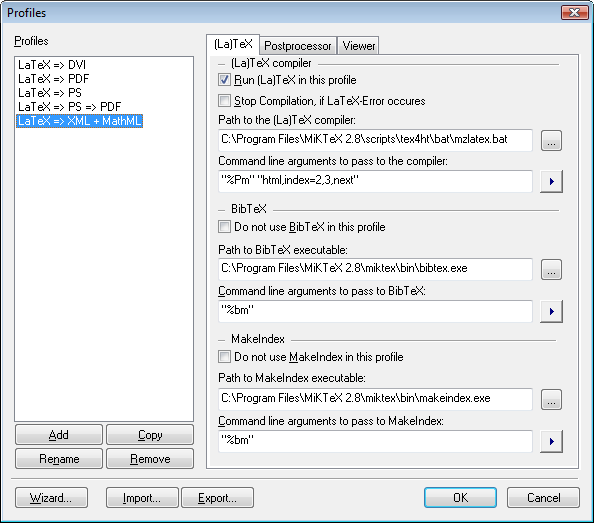 Profiles
Profiles
LaTeX => DVI
LaTeX => PDF
LaTeX => PS
LaTeX => PS => PDF
LaTeX => XML + MathML
Add
Copy
Rename
Remove
(La)TeX
Postprocessor
Viewer
(La)TeX compiler
Run (La)TeX in this profile
Stop Compilation, if LaTeX-Error occures
Path to the (La)TeX compiler:
C:\Program Files\MiKTeX 2.8\scripts\tex4ht\bat\mzlatex.bat
...
Command line arguments to pass to the compiler:
"%Pm" "html,index=2,3,next"
BibTeX
Do not use BibTeX in this profile
Path to BibTeX executable:
C:\Program Files\MiKTeX 2.8\miktex\bin\bibtex.exe
...
Command line arguments to pass to BibTeX:
"%bm"
MakeIndex
Do not use MakeIndex in this profile
Path to MakeIndex executable:
C:\Program Files\MiKTeX 2.8\miktex\bin\makeindex.exe
...
Command line arguments to pass to MakeIndex:
"%bm"
Wizard...
Import...
Export...
OK
Cancel